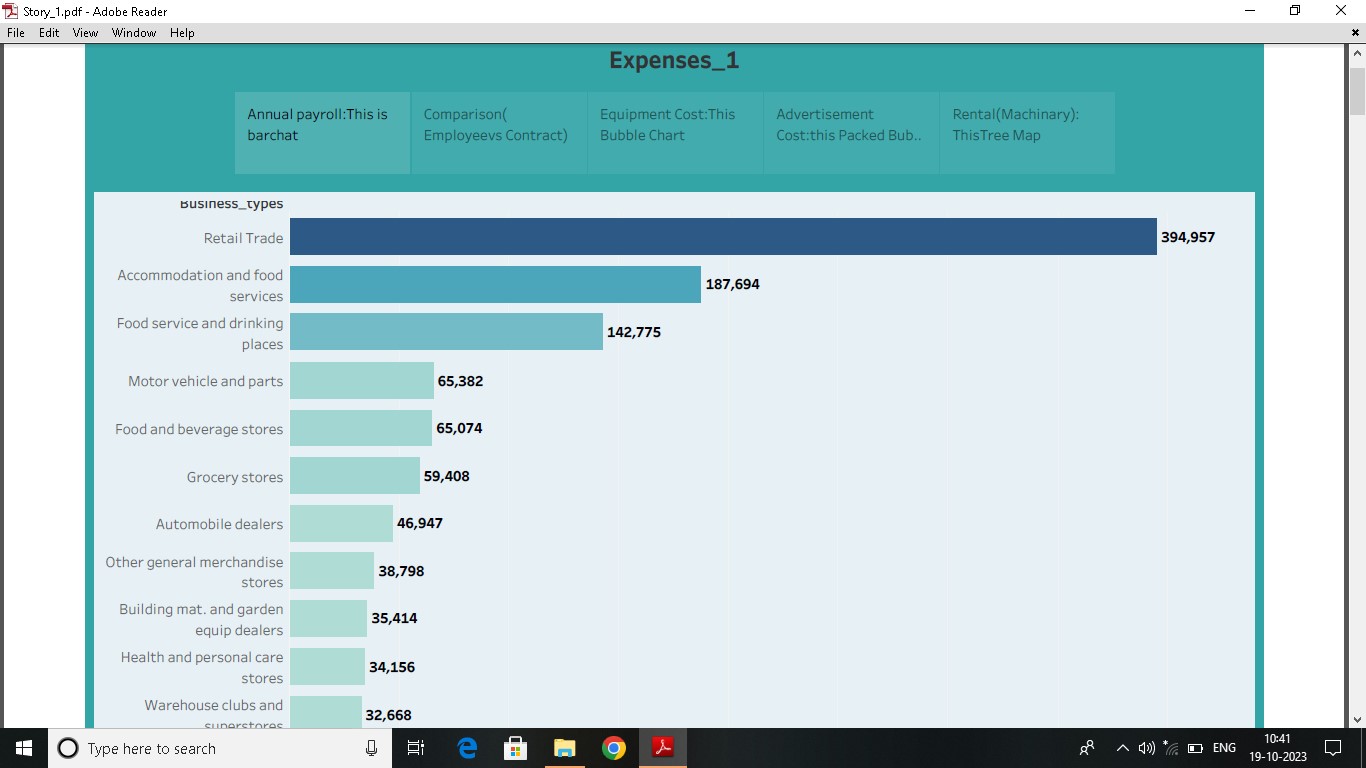 Story_1.pdf - Adobe Reader
File Edit View Window Help
Expenses_1
Annual payroll:This is
barchat
Comparison(
Employeevs Contract)
Equipment Cost:This
Bubble Chart
Advertisement
Cost:this Packed Bub..
Rental(Machinary):
ThisTree Map
Business_types
Retail Trade 394,957
Accommodation and food
services 187,694
Food service and drinking
places 142,775
Motor vehicle and parts 65,382
Food and beverage stores 65,074
Grocery stores 59,408
Automobile dealers 46,947
Other general merchandise
stores 38,798
Building mat. and garden
equip dealers 35,414
Health and personal care
stores 34,156
Warehouse clubs and
superstores 32,668
Type here to search
ENG
10:41
19-10-2023